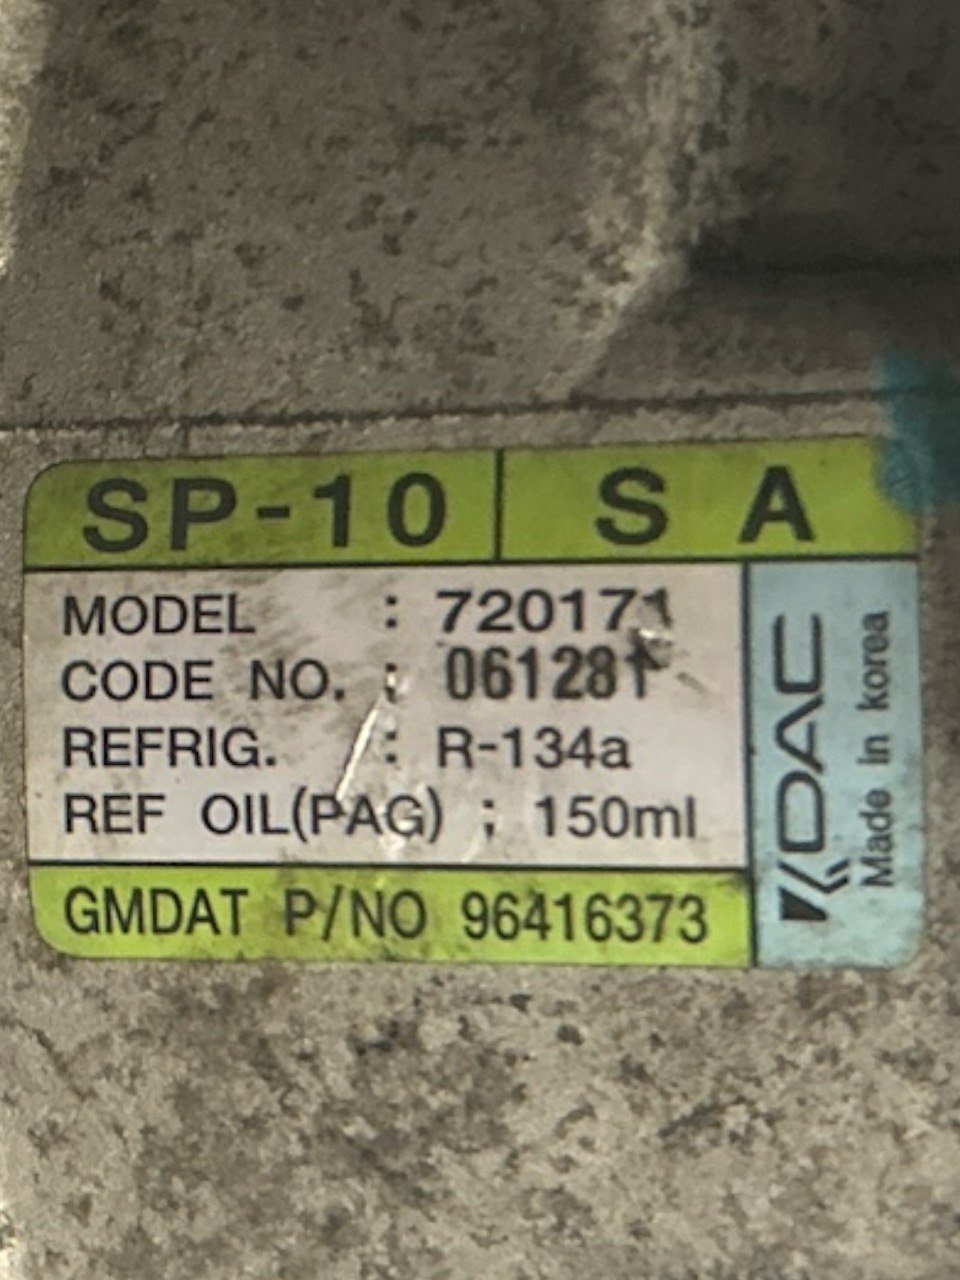 SP-10 S A
MODEL : 720171
CODE NO. : 061281
REFRIG. : R-134a
REF OIL(PAG) : 150ml
GMDAT P/NO 96416373
KDAC
Made in korea